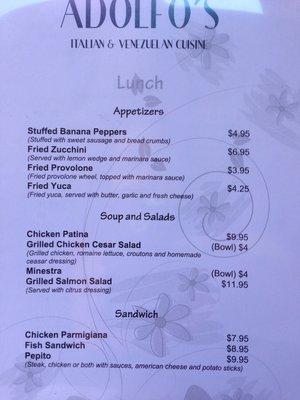 ADOLFO'S
ITALIAN & VENEZUELAN CUISINE
Lunch
Appetizers
Stuffed Banana Peppers $4.95
(Stuffed with sweet sausage and bread crumbs)
Fried Zucchini $6.95
(Served with lemon wedge and marinara sauce)
Fried Provolone $3.95
(Fried provolone wheel, topped with marinara sauce)
Fried Yuca $4.25
(Fried yuca, served with butter, garlic and fresh cheese)
Soup and Salads
Chicken Patina $9.95
Grilled Chicken Cesar Salad (Bowl) $4
(Grilled chicken, romaine lettuce, croutons and homemade
ceasar dressing)
Minestra (Bowl) $4
Grilled Salmon Salad $11.95
(Served with citrus dressing)
Sandwich
Chicken Parmigiana $7.95
Fish Sandwich $8.95
Pepito $9.95
(Steak, chicken or both with sauces, american cheese and potato sticks)